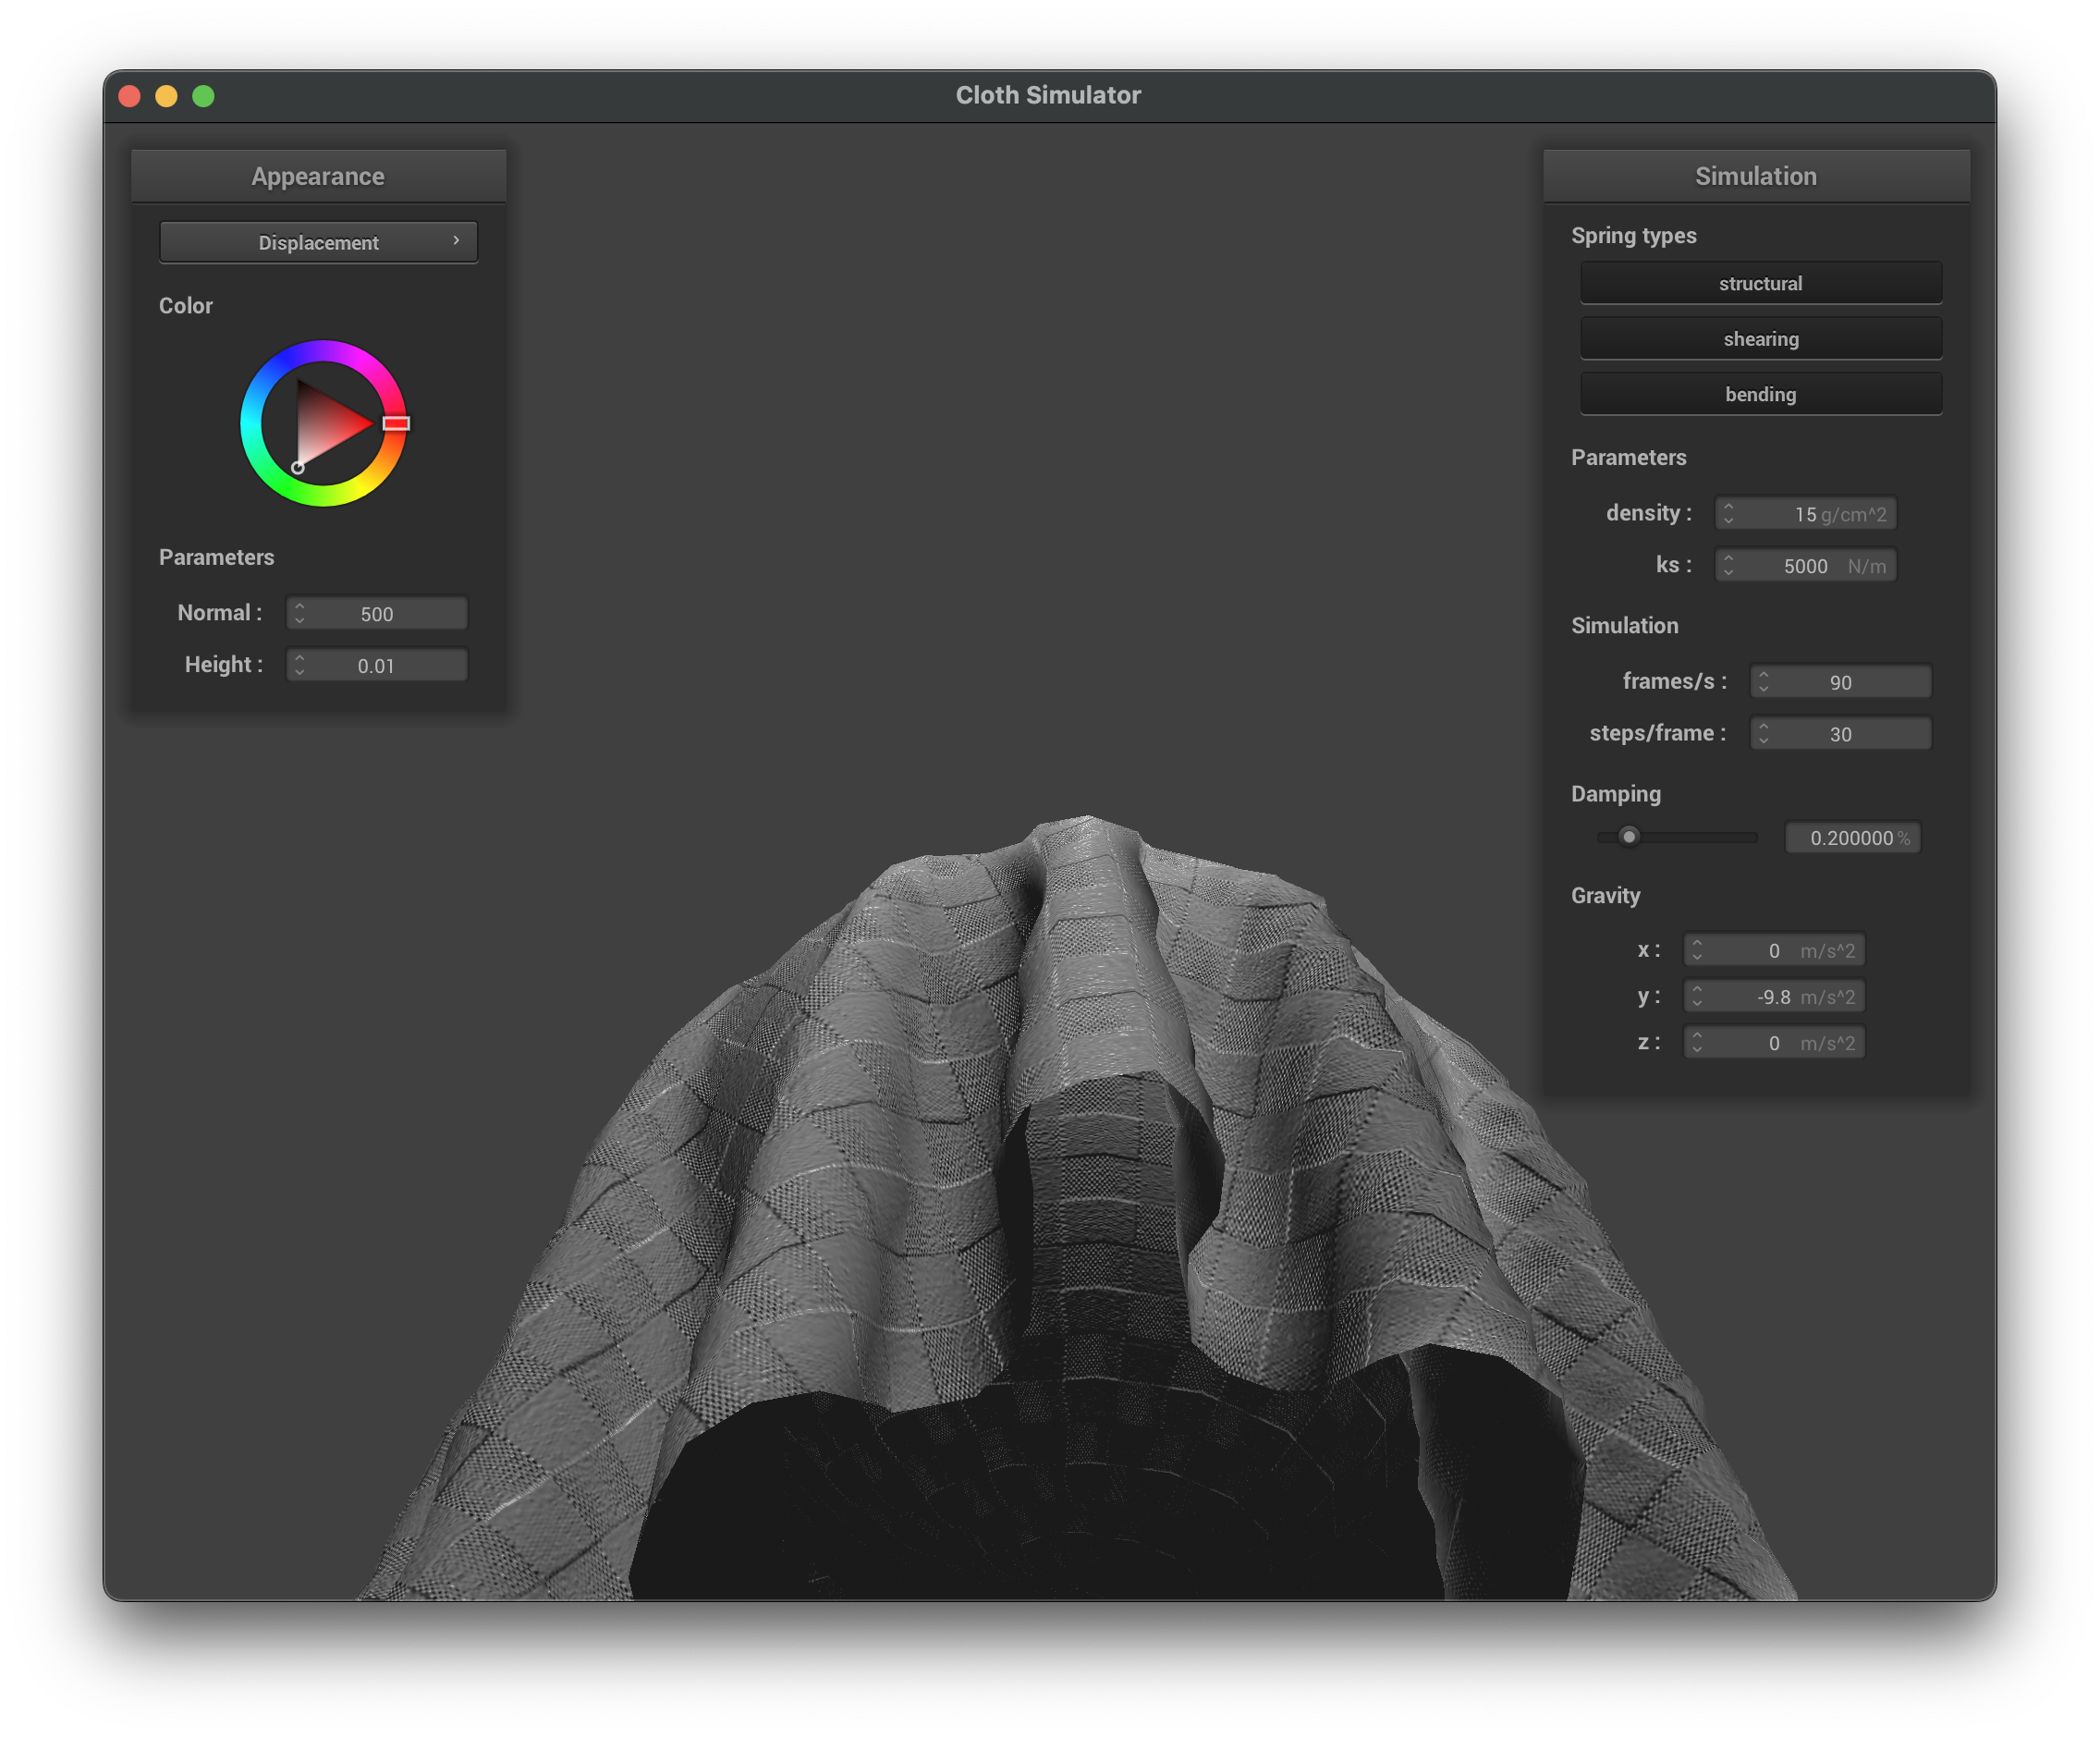 Cloth Simulator
Appearance
Displacement
Color
Parameters
Normal : 500
Height : 0.01
Simulation
Spring types
structural
shearing
bending
Parameters
density : 15 g/cm^2
ks : 5000 N/m
Simulation
frames/s : 90
steps/frame : 30
Damping
0.200000 %
Gravity
x : 0 m/s^2
y : -9.8 m/s^2
z : 0 m/s^2